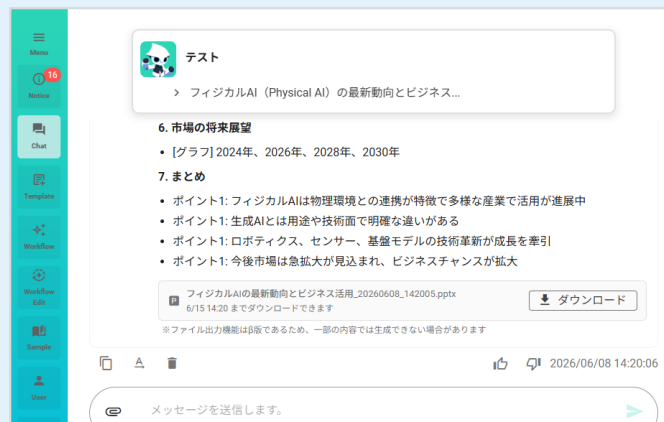 Menu
16
Notice
Chat
Template
Workflow
Workflow
Edit
Sample
User
テスト
フィジカルAI（Physical AI）の最新動向とビジネス...
6. 市場の将来展望
[グラフ] 2024年、2026年、2028年、2030年
7. まとめ
ポイント1: フィジカルAIは物理環境との連携が特徴で多様な産業で活用が進展中
ポイント1: 生成AIとは用途や技術面で明確な違いがある
ポイント1: ロボティクス、センサー、基盤モデルの技術革新が成長を牽引
ポイント1: 今後市場は急拡大が見込まれ、ビジネスチャンスが拡大
P フィジカルAIの最新動向とビジネス活用_20260608_142005.pptx
6/15 14:20 までダウンロードできます
ダウンロード
※ファイル出力機能はβ版であるため、一部の内容では生成できない場合があります
2026/06/08 14:20:06
メッセージを送信します。